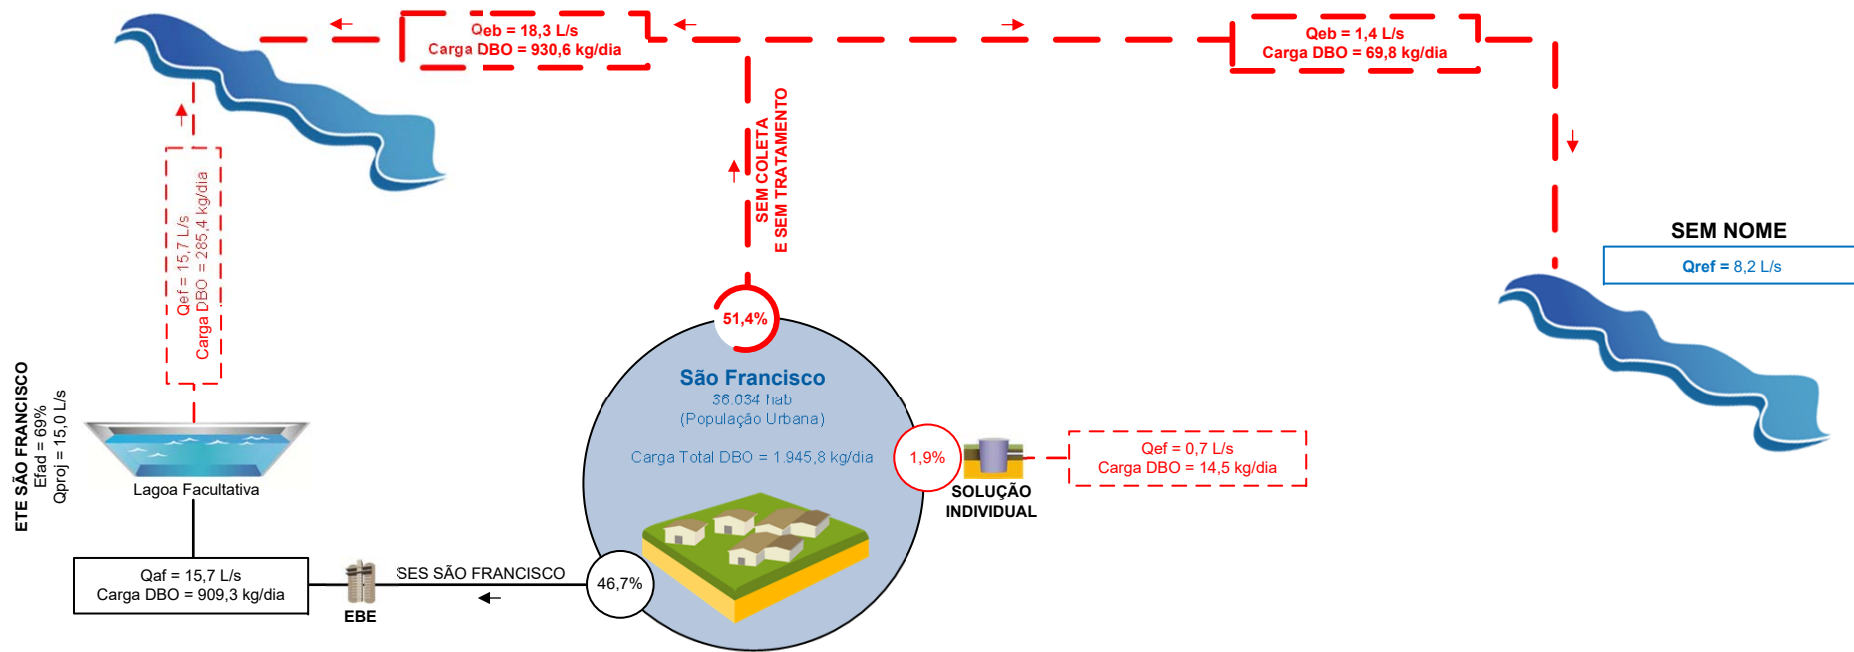 Qeb = 18,3 L/s
Carga DBO = 930,6 kg/dia
Qeb = 1,4 L/s
Carga DBO = 69,8 kg/dia
SEM COLETA
E SEM TRATAMENTO
Qef = 15,7 L/s
Carga DBO = 285,4 kg/dia
SEM NOME
Qref = 8,2 L/s
51,4%
São Francisco
36.034 hab
(População Urbana)
Carga Total DBO = 1.945,8 kg/dia
1,9%
SOLUÇÃO
INDIVIDUAL
Qef = 0,7 L/s
Carga DBO = 14,5 kg/dia
ETE SÃO FRANCISCO
Efad = 69%
Qproj = 15,0 L/s
Lagoa Facultativa
Qaf = 15,7 L/s
Carga DBO = 909,3 kg/dia
EBE
SES SÃO FRANCISCO
46,7%